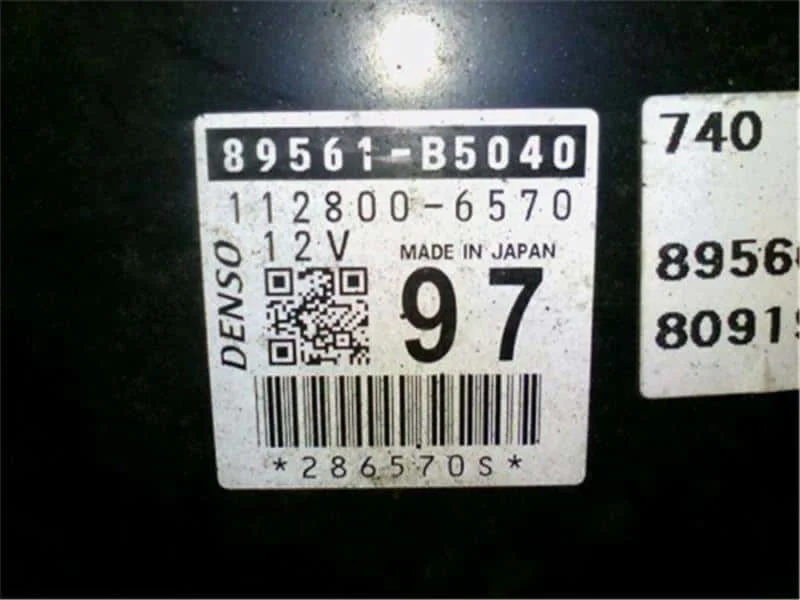 89561-B5040
112800-6570
12V
MADE IN JAPAN
DENSO
97
*286570S*
740
8956
8091